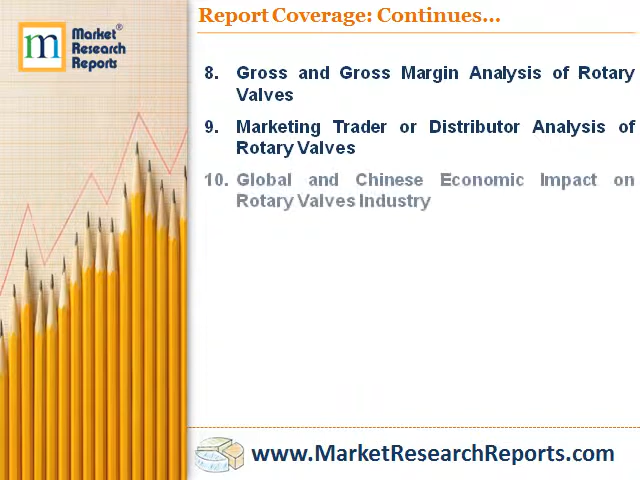 Report Coverage: Continues...
m
Market®
Research
Reports
8. Gross and Gross Margin Analysis of Rotary
Valves
9. Marketing Trader or Distributor Analysis of
Rotary Valves
10. Global and Chinese Economic Impact on
Rotary Valves Industry
www.MarketResearchReports.com